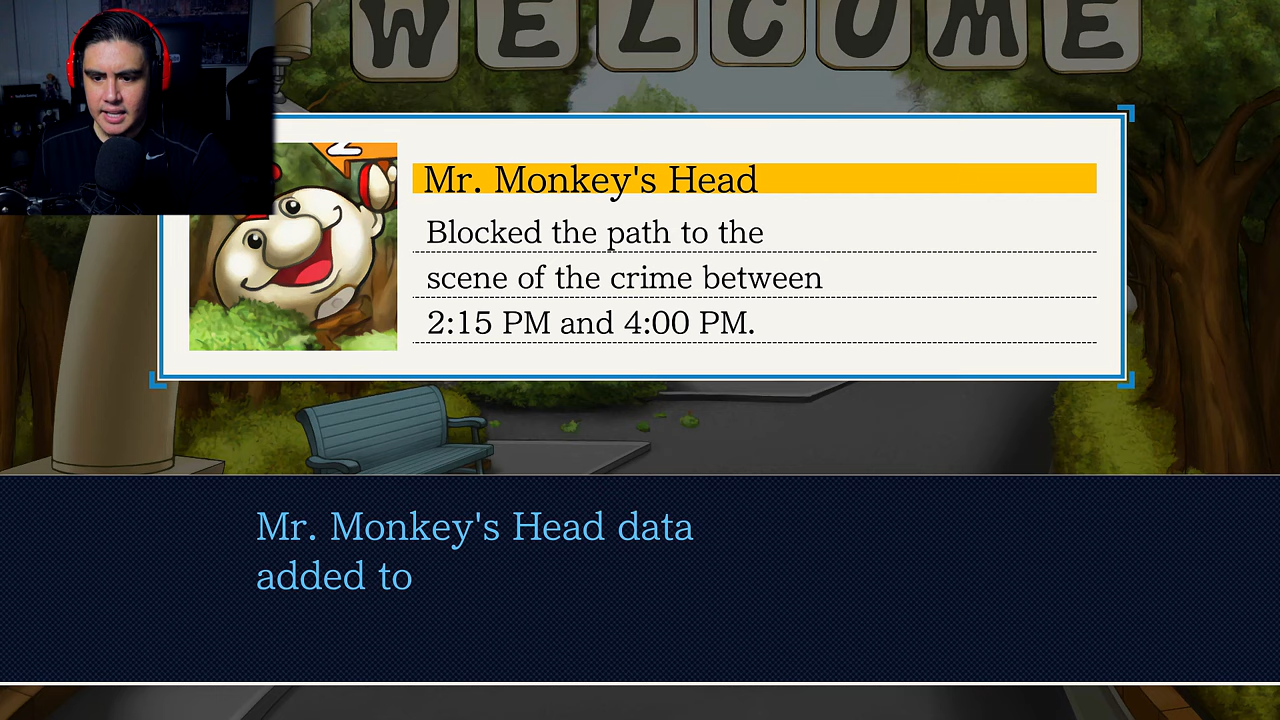 WELCOME
Mr. Monkey's Head
Blocked the path to the
scene of the crime between
2:15 PM and 4:00 PM.
Mr. Monkey's Head data
added to